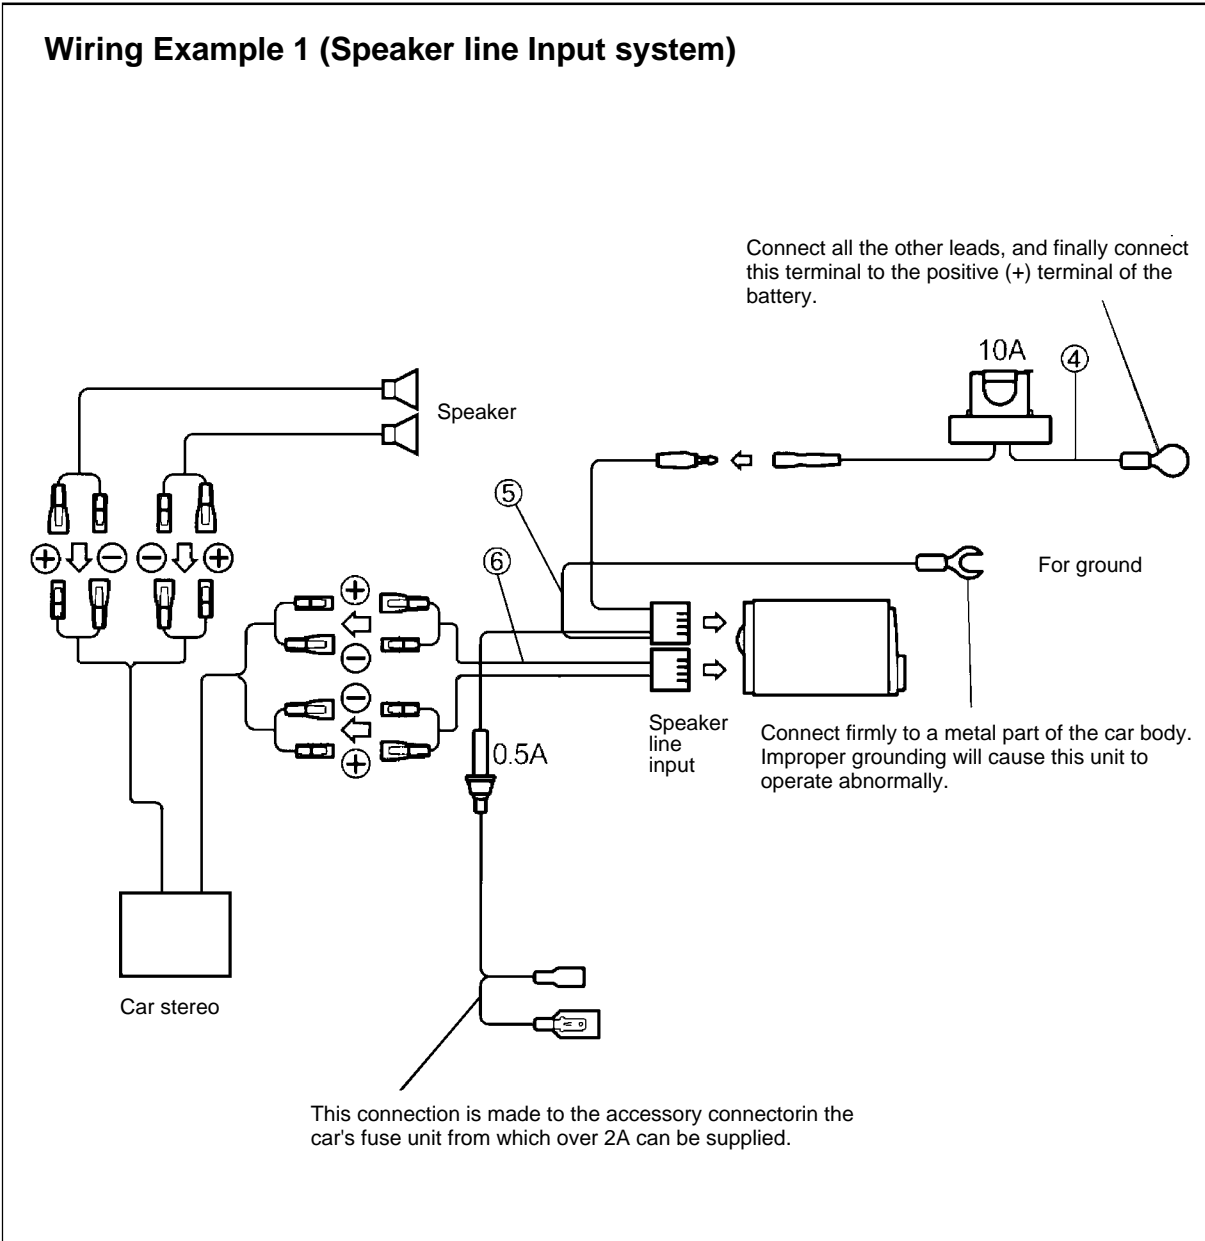 Wiring Example 1 (Speaker line Input system)
Connect all the other leads, and finally connect
this terminal to the positive (+) terminal of the
battery.
10A
④
Speaker
⑤
⑥
For ground
⊕ ⊖ ⊖ ⊕
⊕
⊖
⊖
⊕
Speaker
line
input
Connect firmly to a metal part of the car body.
Improper grounding will cause this unit to
operate abnormally.
0.5A
Car stereo
This connection is made to the accessory connectorin the
car's fuse unit from which over 2A can be supplied.